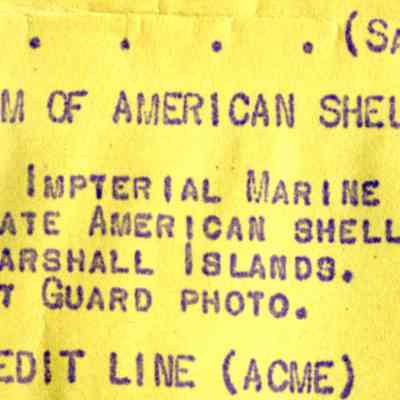 . . . . (SA
M OF AMERICAN SHEL
IMPTERIAL MARINE
ATE AMERICAN SHELL
ARSHALL ISLANDS.
T GUARD PHOTO.
EDIT LINE (ACME)